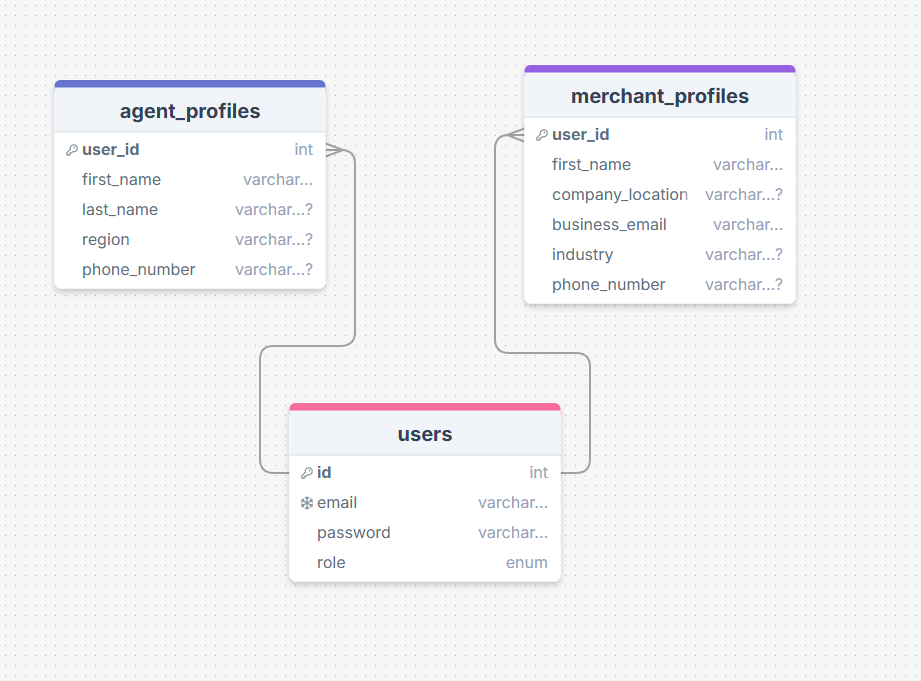 agent_profiles
user_id int
first_name varchar...
last_name varchar...?
region varchar...?
phone_number varchar...?
merchant_profiles
user_id int
first_name varchar...
company_location varchar...?
business_email varchar...
industry varchar...?
phone_number varchar...?
users
id int
email varchar...
password varchar...
role enum